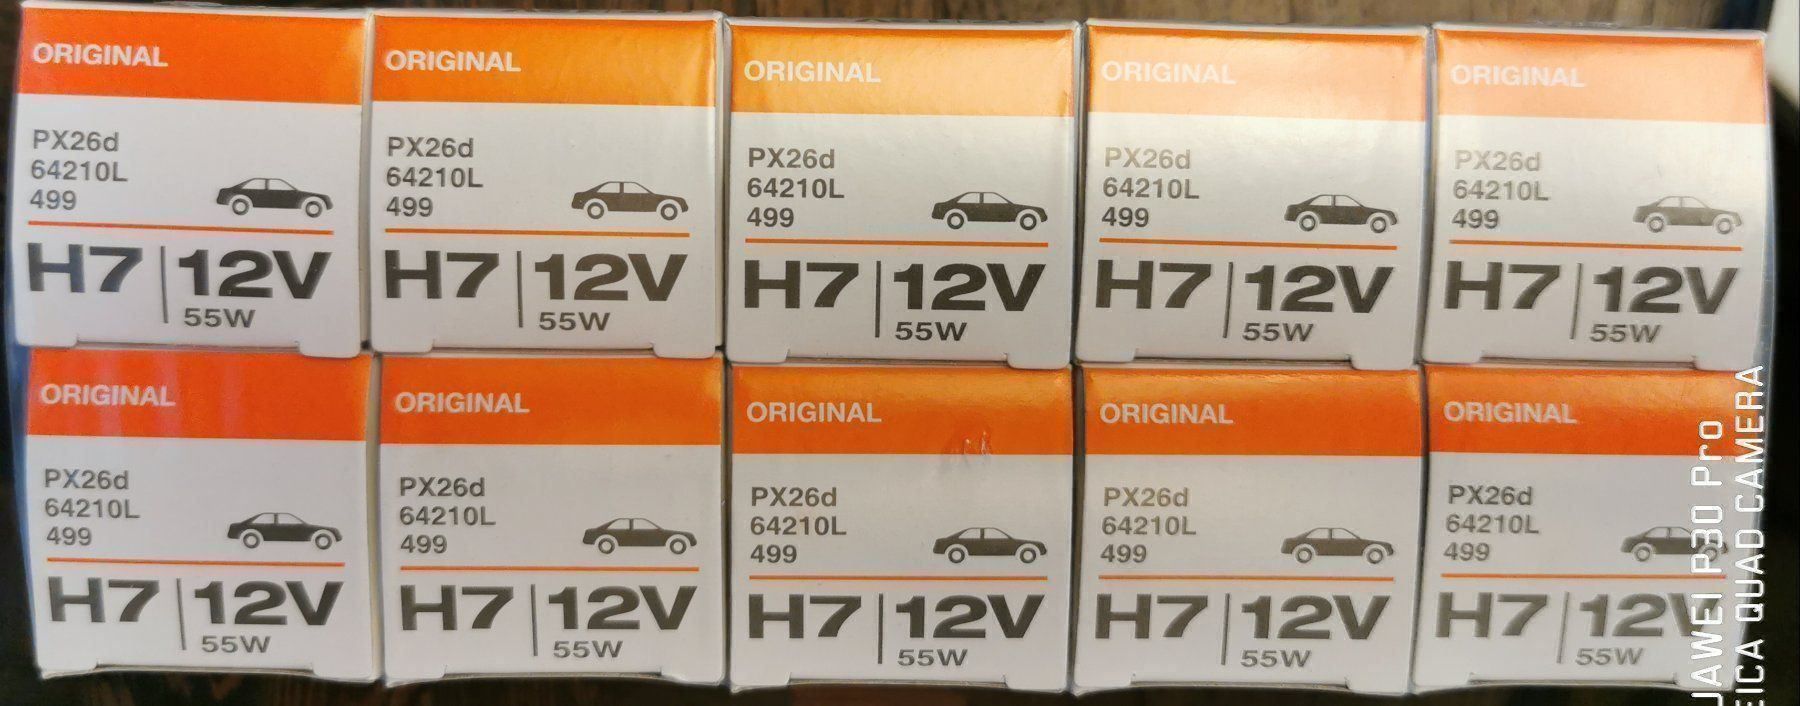 ORIGINAL
PX26d
64210L
499
H7 12V
55W
ORIGINAL
PX26d
64210L
499
H7 12V
55W
ORIGINAL
PX26d
64210L
499
H7 12V
55W
ORIGINAL
PX26d
64210L
499
H7 12V
55W
ORIGINAL
PX26d
64210L
499
H7 12V
55W
ORIGINAL
PX26d
64210L
499
H7 12V
55W
ORIGINAL
PX26d
64210L
499
H7 12V
55W
ORIGINAL
PX26d
64210L
499
H7 12V
55W
ORIGINAL
PX26d
64210L
499
H7 12V
55W
ORIGINAL
PX26d
64210L
499
H7 12V
55W
JAWEI P30 Pro
EICA QUAD CAMERA